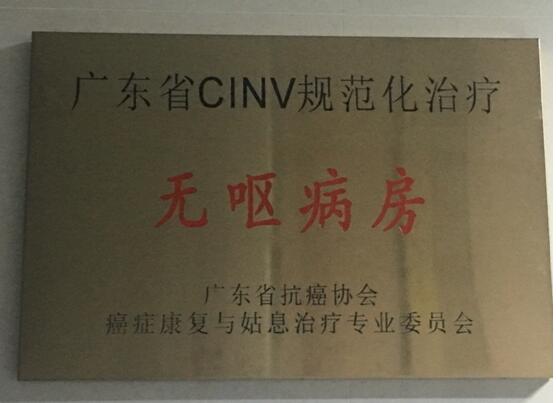 广东省CINV规范化治疗
无呕病房
广东省抗癌协会
癌症康复与姑息治疗专业委员会